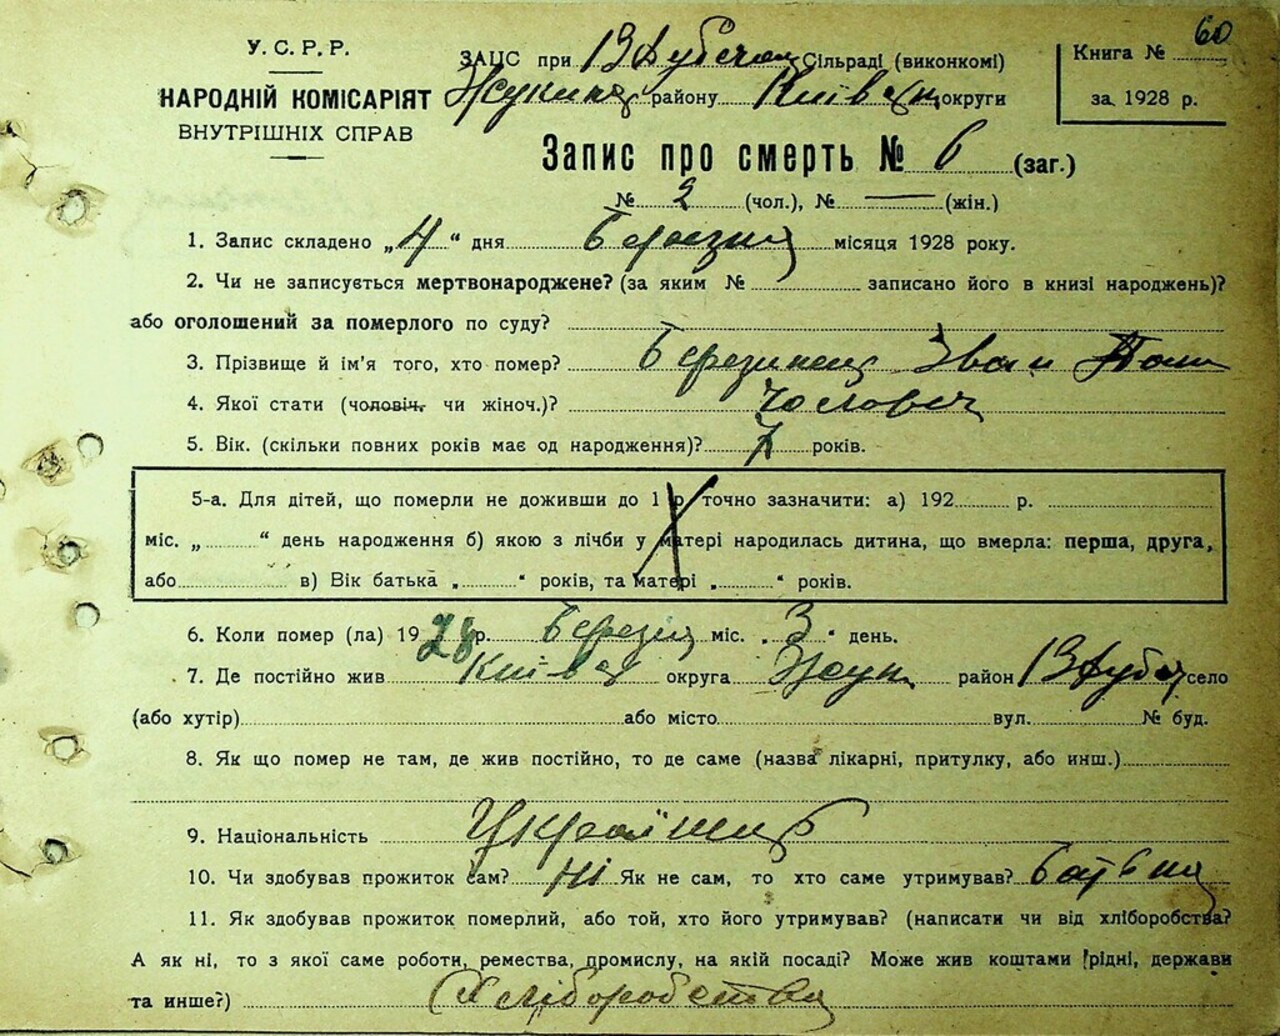 60
У. С. Р. Р.
НАРОДНІЙ КОМІСАРІЯТ
ВНУТРІШНІХ СПРАВ
ЗАЦС при В Дубечан Сільраді (виконкомі)
району Київськ округи
Книга №
за 1928 р.
Запис про смерть № 6 (заг.)
№ 2 (чол.), № — (жін.)
1. Запис складено „4“ дня Березня місяця 1928 року.
2. Чи не записується мертвонароджене? (за яким № записано його в книзі народжень)?
або оголошений за померлого по суду?
3. Прізвище й ім'я того, хто помер? Іван
4. Якої стати (чоловіч. чи жіноч.)? Чоловіч
5. Вік. (скільки повних років має од народження)? 7 років.
5-а. Для дітей, що померли не доживши до 1 р точно зазначити: а) 192 р.
міс. „ “ день народження б) якою з лічби у матері народилась дитина, що вмерла: перша, друга,
або в) Вік батька „ “ років, та матері „ “ років.
6. Коли помер (ла) 1928 р. березня міс. „3“ день.
7. Де постійно жив округа Жук район В Дубеч село
(або хутір) або місто вул. № буд.
8. Як що помер не там, де жив постійно, то де саме (назва лікарні, притулку, або инш.)
9. Національність Українец
10. Чи здобував прожиток сам? Ні Як не сам, то хто саме утримував? батько
11. Як здобував прожиток померлий, або той, хто його утримував? (написати чи від хліборобства?
А як ні, то з якої саме роботи, ремества, промислу, на якій посаді? Може жив коштами рідні, держави
та инше?) Хліборобства